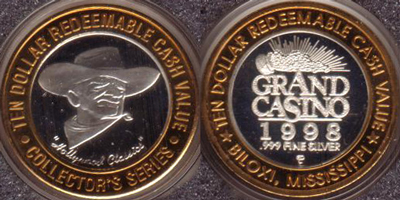 TEN DOLLAR REDEEMABLE CASH VALUE
"Hollywood Classics"
COLLECTOR'S SERIES
TEN DOLLAR REDEEMABLE CASH VALUE
GRAND
CASINO
1998
.999 FINE SILVER
BILOXI, MISSISSIPPI